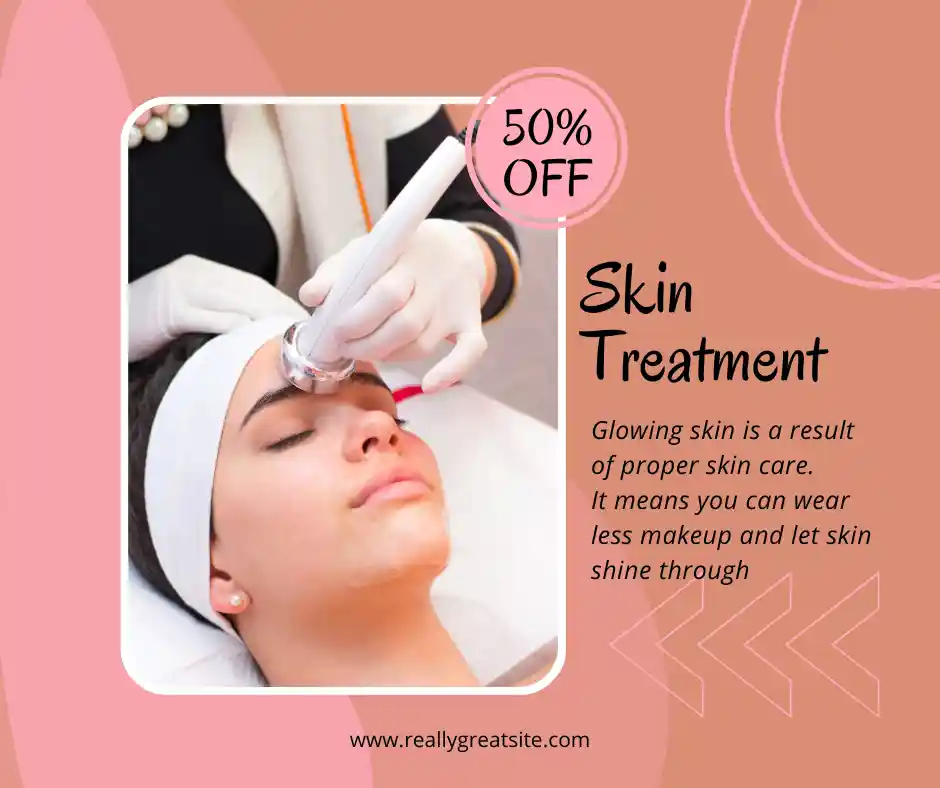 50%
OFF
Skin
Treatment
Glowing skin is a result
of proper skin care.
It means you can wear
less makeup and let skin
shine through
www.reallygreatsite.com